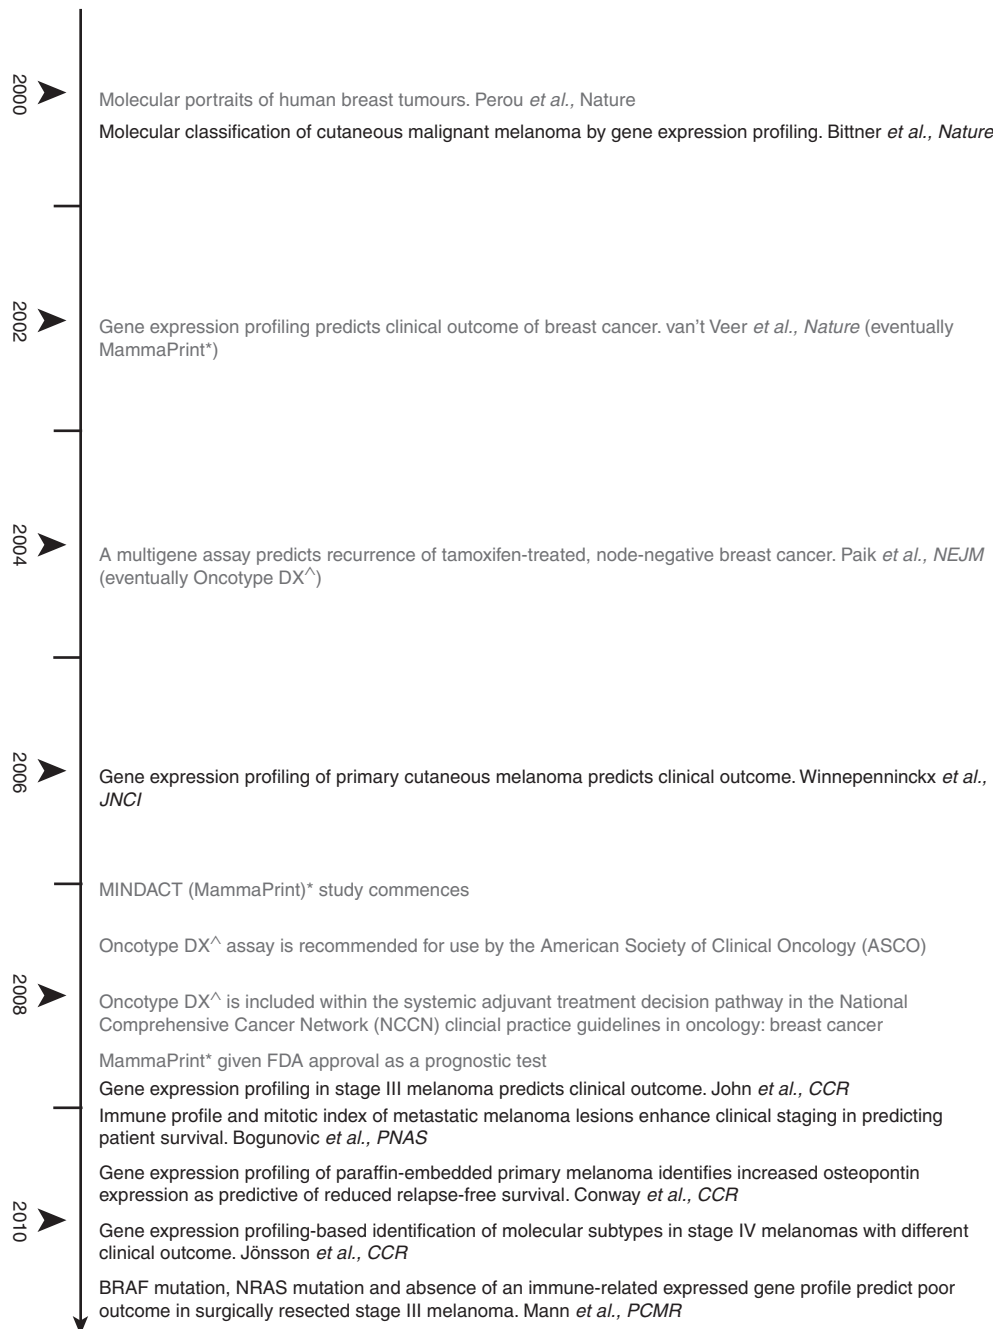 2000
Molecular portraits of human breast tumours. Perou et al., Nature
Molecular classification of cutaneous malignant melanoma by gene expression profiling. Bittner et al., Nature
2002
Gene expression profiling predicts clinical outcome of breast cancer. van't Veer et al., Nature (eventually
MammaPrint*)
2004
A multigene assay predicts recurrence of tamoxifen-treated, node-negative breast cancer. Paik et al., NEJM
(eventually Oncotype DX^)
2006
Gene expression profiling of primary cutaneous melanoma predicts clinical outcome. Winnepenninckx et al.,
JNCI
MINDACT (MammaPrint)* study commences
Oncotype DX^ assay is recommended for use by the American Society of Clinical Oncology (ASCO)
2008
Oncotype DX^ is included within the systemic adjuvant treatment decision pathway in the National
Comprehensive Cancer Network (NCCN) clincial practice guidelines in oncology: breast cancer
MammaPrint* given FDA approval as a prognostic test
Gene expression profiling in stage III melanoma predicts clinical outcome. John et al., CCR
Immune profile and mitotic index of metastatic melanoma lesions enhance clinical staging in predicting
patient survival. Bogunovic et al., PNAS
Gene expression profiling of paraffin-embedded primary melanoma identifies increased osteopontin
expression as predictive of reduced relapse-free survival. Conway et al., CCR
2010
Gene expression profiling-based identification of molecular subtypes in stage IV melanomas with different
clinical outcome. Jönsson et al., CCR
BRAF mutation, NRAS mutation and absence of an immune-related expressed gene profile predict poor
outcome in surgically resected stage III melanoma. Mann et al., PCMR